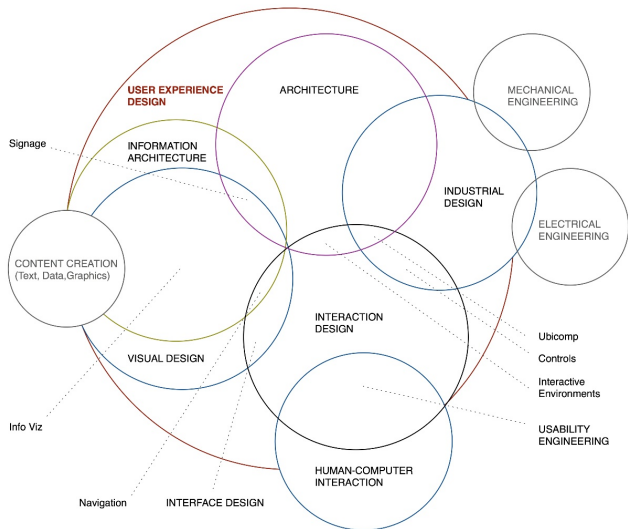 USER EXPERIENCE
DESIGN
ARCHITECTURE
MECHANICAL
ENGINEERING
Signage
INFORMATION
ARCHITECTURE
INDUSTRIAL
DESIGN
ELECTRICAL
ENGINEERING
CONTENT CREATION
(Text, Data,Graphics)
INTERACTION
DESIGN
VISUAL DESIGN
Ubicomp
Controls
Interactive
Environments
Info Viz
USABILITY
ENGINEERING
HUMAN-COMPUTER
INTERACTION
Navigation
INTERFACE DESIGN